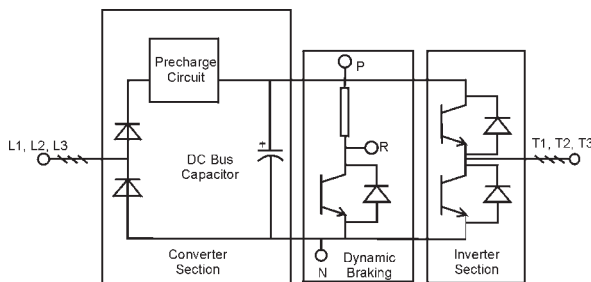 Precharge
Circuit
P
L1, L2, L3
+
DC Bus
Capacitor
R
T1, T2, T3
Converter
Section
N
Dynamic
Braking
Inverter
Section